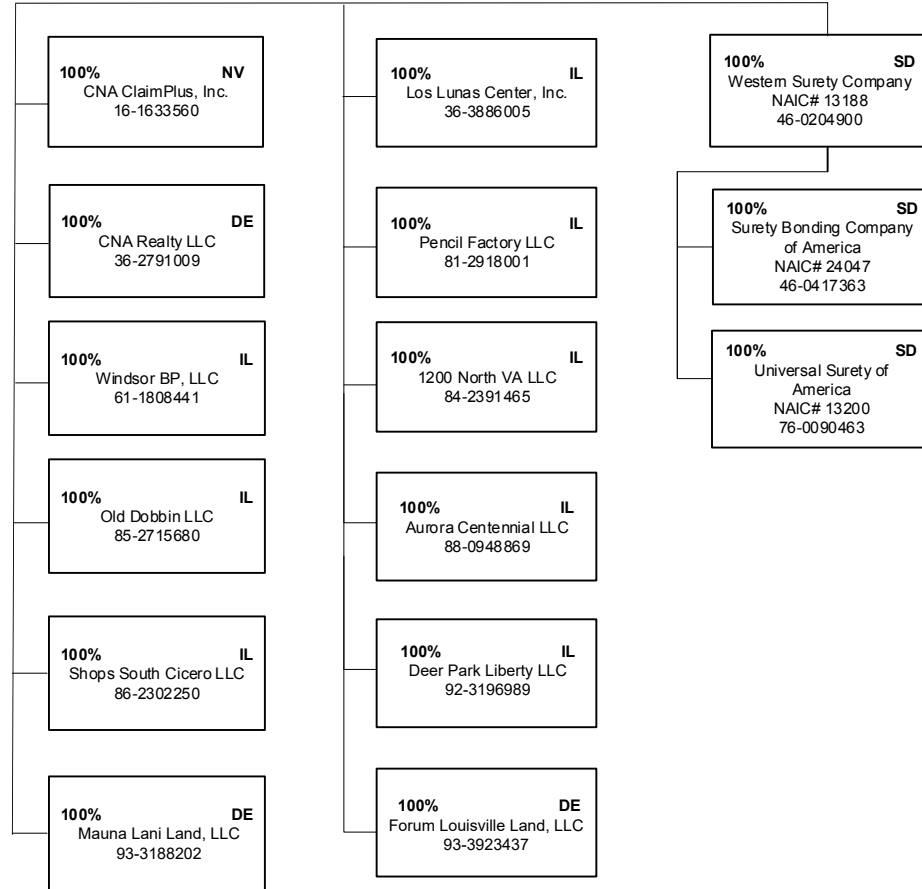 100% NV
CNA ClaimPlus, Inc.
16-1633560
100% DE
CNA Realty LLC
36-2791009
100% IL
Windsor BP, LLC
61-1808441
100% IL
Old Dobbin LLC
85-2715680
100% IL
Shops South Cicero LLC
86-2302250
100% DE
Mauna Lani Land, LLC
93-3188202
100% IL
Los Lunas Center, Inc.
36-3886005
100% IL
Pencil Factory LLC
81-2918001
100% IL
1200 North VA LLC
84-2391465
100% IL
Aurora Centennial LLC
88-0948869
100% IL
Deer Park Liberty LLC
92-3196989
100% DE
Forum Louisville Land, LLC
93-3923437
100% SD
Western Surety Company
NAIC# 13188
46-0204900
100% SD
Surety Bonding Company
of America
NAIC# 24047
46-0417363
100% SD
Universal Surety of
America
NAIC# 13200
76-0090463